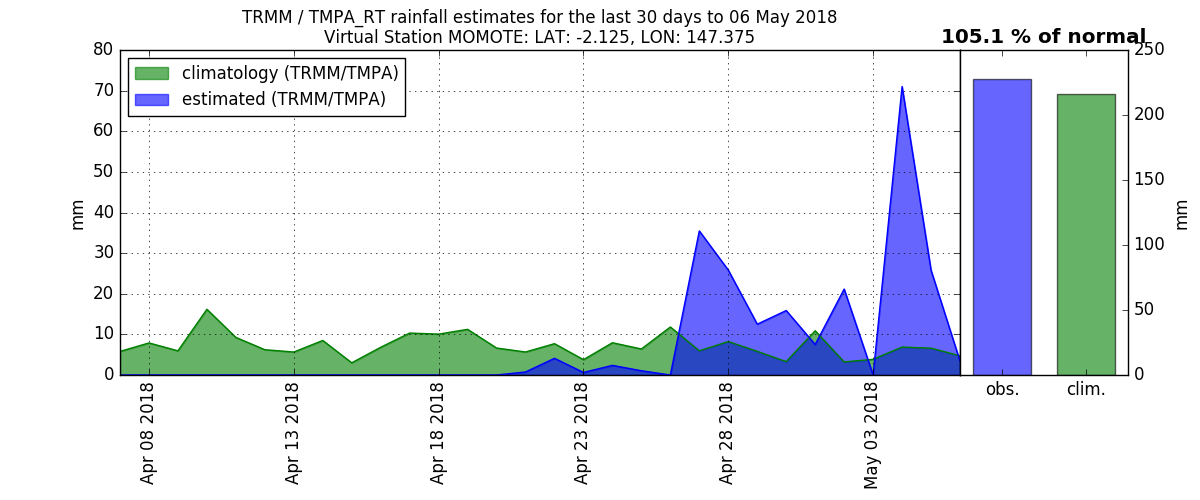 TRMM / TMPA_RT rainfall estimates for the last 30 days to 06 May 2018
Virtual Station MOMOTE: LAT: -2.125, LON: 147.375
105.1 % of normal
climatology (TRMM/TMPA)
estimated (TRMM/TMPA)
mm
80
70
60
50
40
30
20
10
0
Apr 08 2018
Apr 13 2018
Apr 18 2018
Apr 23 2018
Apr 28 2018
May 03 2018
obs.
clim.
250
200
150
100
50
0
mm